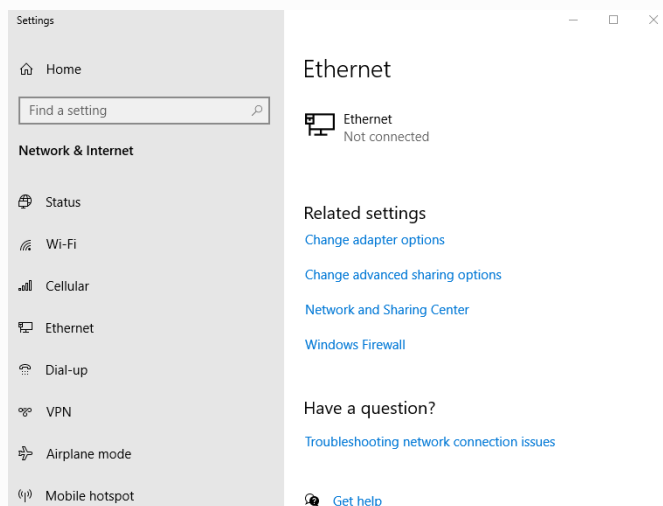 Settings
Home
Find a setting
Network & Internet
Status
Wi-Fi
Cellular
Ethernet
Dial-up
VPN
Airplane mode
Mobile hotspot
Ethernet
Ethernet
Not connected
Related settings
Change adapter options
Change advanced sharing options
Network and Sharing Center
Windows Firewall
Have a question?
Troubleshooting network connection issues
Get help